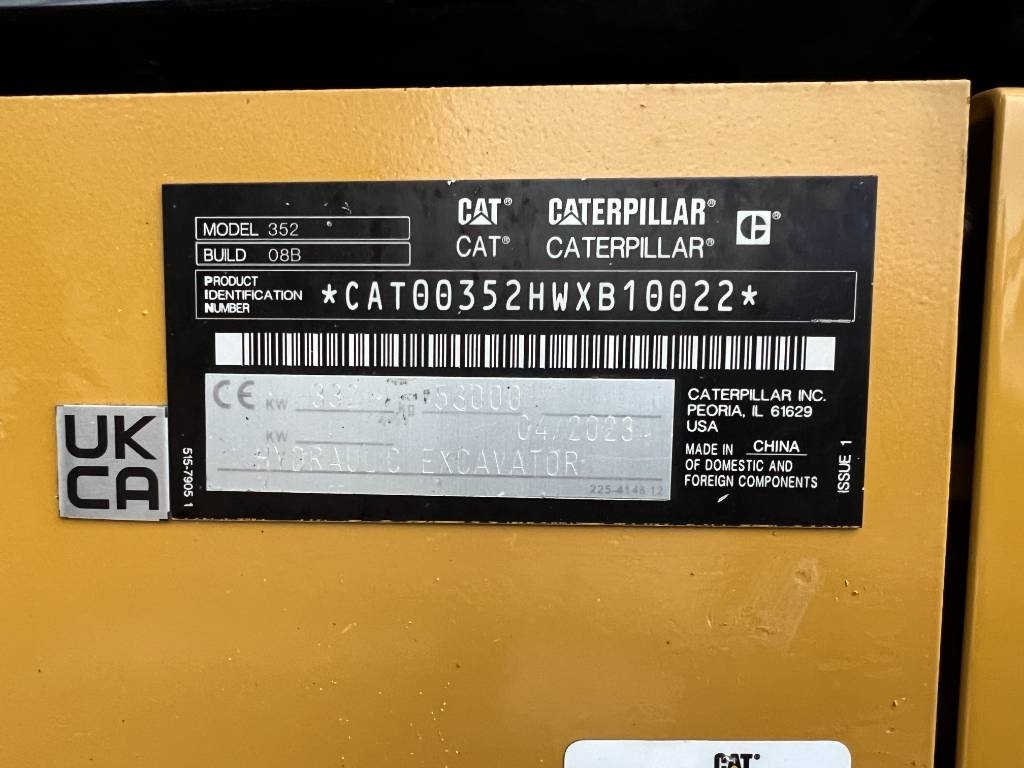 CAT® CATERPILLAR® C®
CAT® CATERPILLAR®
MODEL 352
BUILD 08B
PRODUCT IDENTIFICATION NUMBER *CAT00352HWXB10022*
CE KW
KW 04/2023
HYDRAULIC EXCAVATOR
225-4148 12
CATERPILLAR INC.
PEORIA, IL 61629
USA
MADE IN CHINA
OF DOMESTIC AND
FOREIGN COMPONENTS
ISSUE 1
515-7905 1
UK
CA
CAT